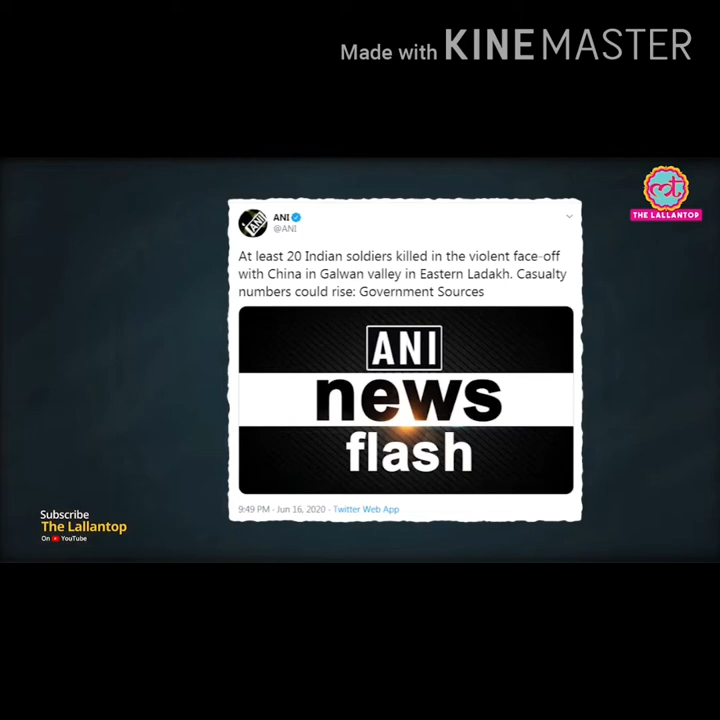 Made with KINEMASTER
THE LALLANTOP
ANI
@ANI
At least 20 Indian soldiers killed in the violent face-off
with China in Galwan valley in Eastern Ladakh. Casualty
numbers could rise: Government Sources
ANI
news
flash
9:49 PM · Jun 16, 2020 · Twitter Web App
Subscribe
The Lallantop
On YouTube